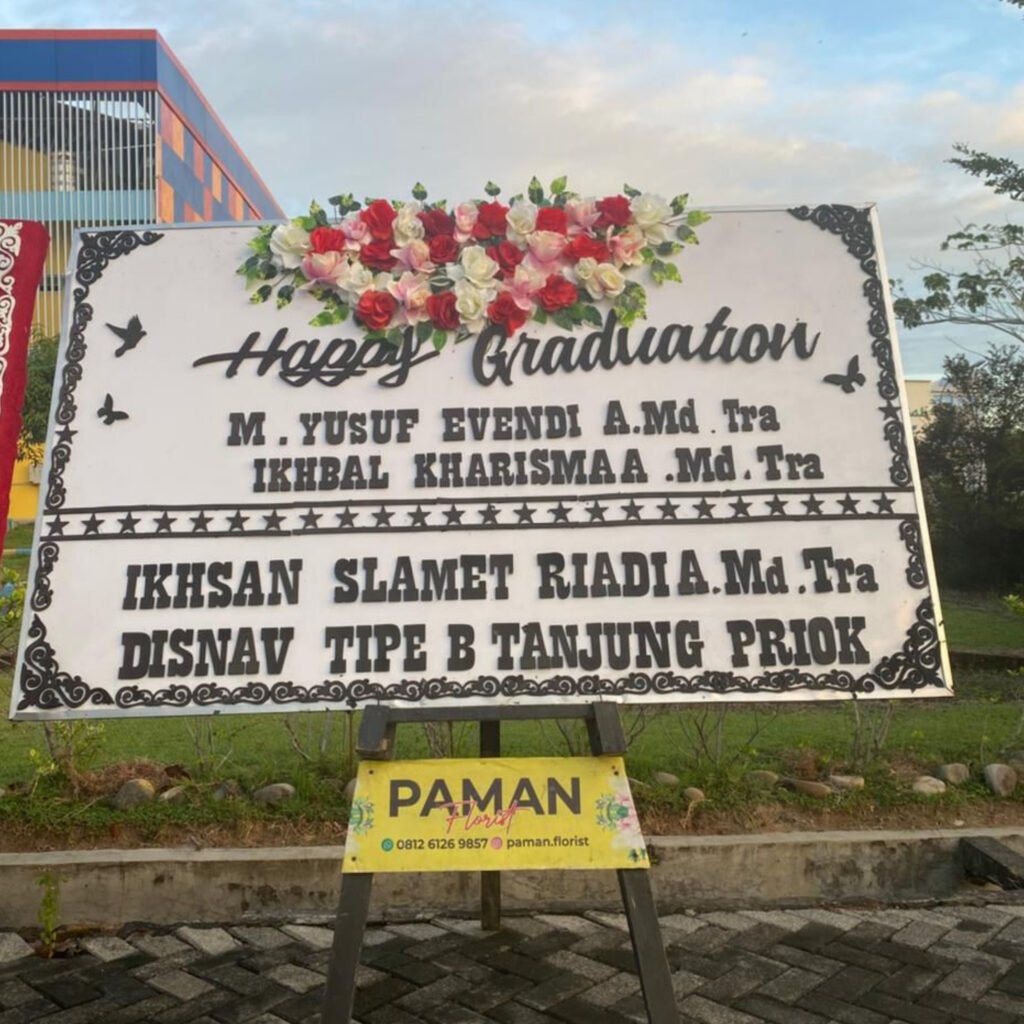 Happy Graduation
M. YUSUF EVENDI A.Md.Tra
IKHBAL KHARISMA A.Md.Tra
IKHSAN SLAMET RIADI A.Md.Tra
DISNAV TIPE B TANJUNG PRIOK
PAMAN
Florist
0812 6126 9857 paman.florist